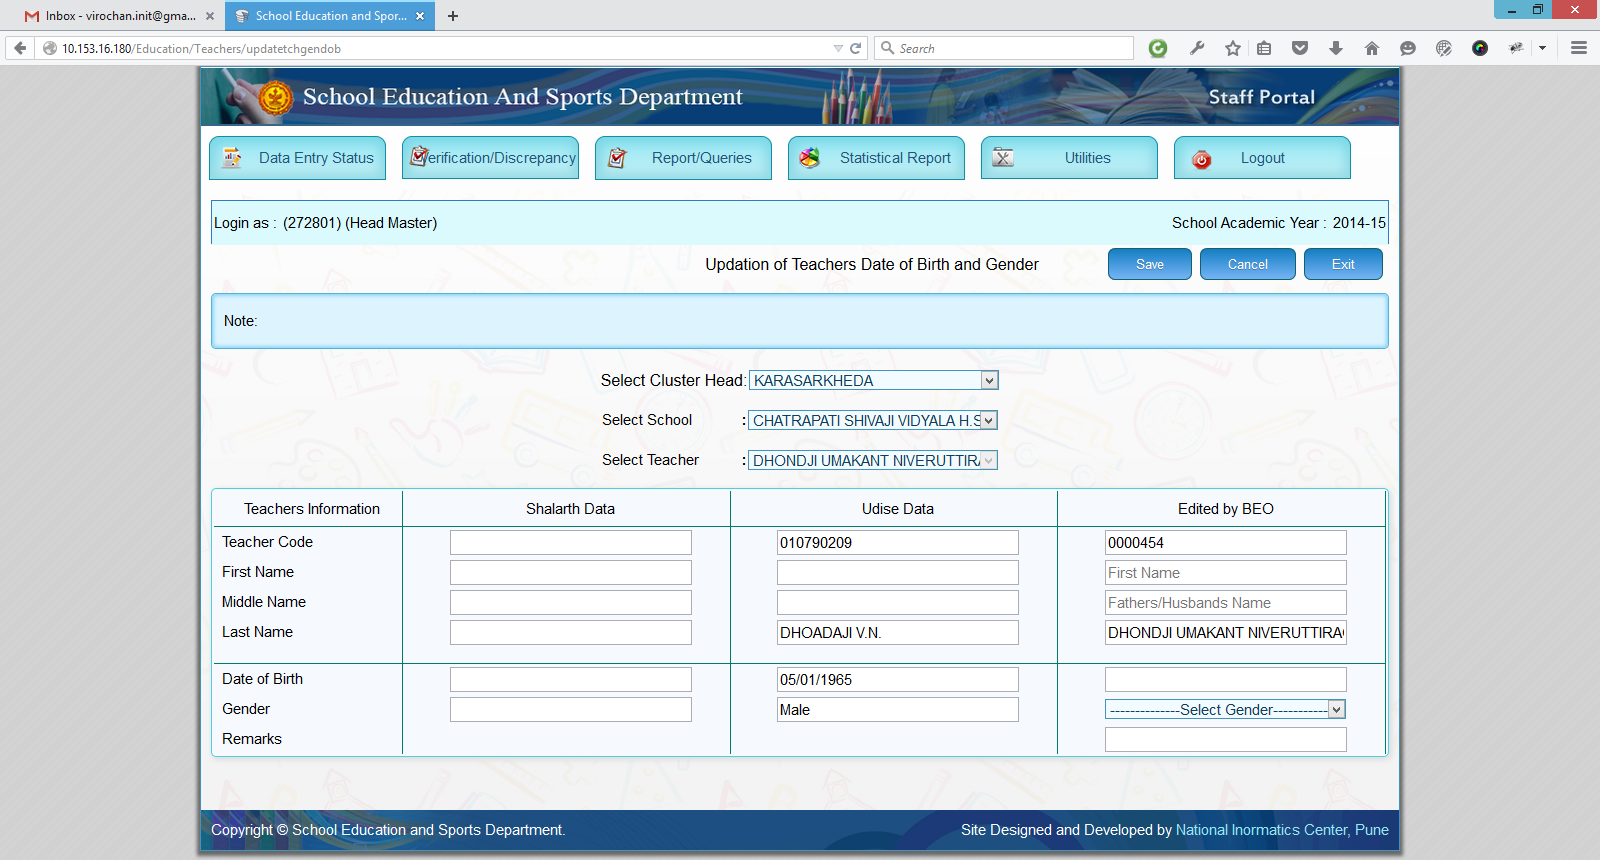 Inbox - virochan.init@gma...
School Education and Spor...
10.153.16.180/Education/Teachers/updatetchgendob
Search
School Education And Sports Department
Staff Portal
Data Entry Status
erification/Discrepancy
Report/Queries
Statistical Report
Utilities
Logout
Login as : (272801) (Head Master)
School Academic Year : 2014-15
Updation of Teachers Date of Birth and Gender
Save
Cancel
Exit
Note:
Select Cluster Head: KARASARKHEDA
Select School : CHATRAPATI SHIVAJI VIDYALA H.S
Select Teacher : DHONDJI UMAKANT NIVERUTTIRA
Teachers Information Shalarth Data Udise Data Edited by BEO
Teacher Code 010790209 0000454
First Name First Name
Middle Name Fathers/Husbands Name
Last Name DHOADAJI V.N. DHONDJI UMAKANT NIVERUTTIRA
Date of Birth 05/01/1965
Gender Male --------------Select Gender-----------
Remarks
Copyright © School Education and Sports Department.
Site Designed and Developed by National Inormatics Center, Pune